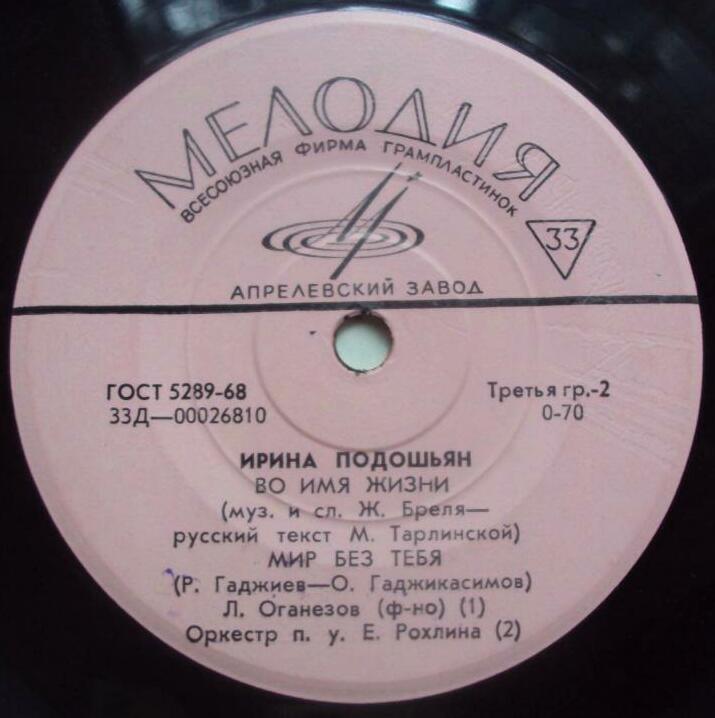 МЕЛОДИЯ
ВСЕСОЮЗНАЯ ФИРМА ГРАМПЛАСТИНОК
33
АПРЕЛЕВСКИЙ ЗАВОД
ГОСТ 5289-68
33Д—00026810
Третья гр.-2
0-70
ИРИНА ПОДОШЬЯН
ВО ИМЯ ЖИЗНИ
(муз. и сл. Ж. Бреля—
русский текст М. Тарлинской)
МИР БЕЗ ТЕБЯ
(Р. Гаджиев—О. Гаджикасимов)
Л. Оганезов (ф-но) (1)
Оркестр п. у. Е. Рохлина (2)